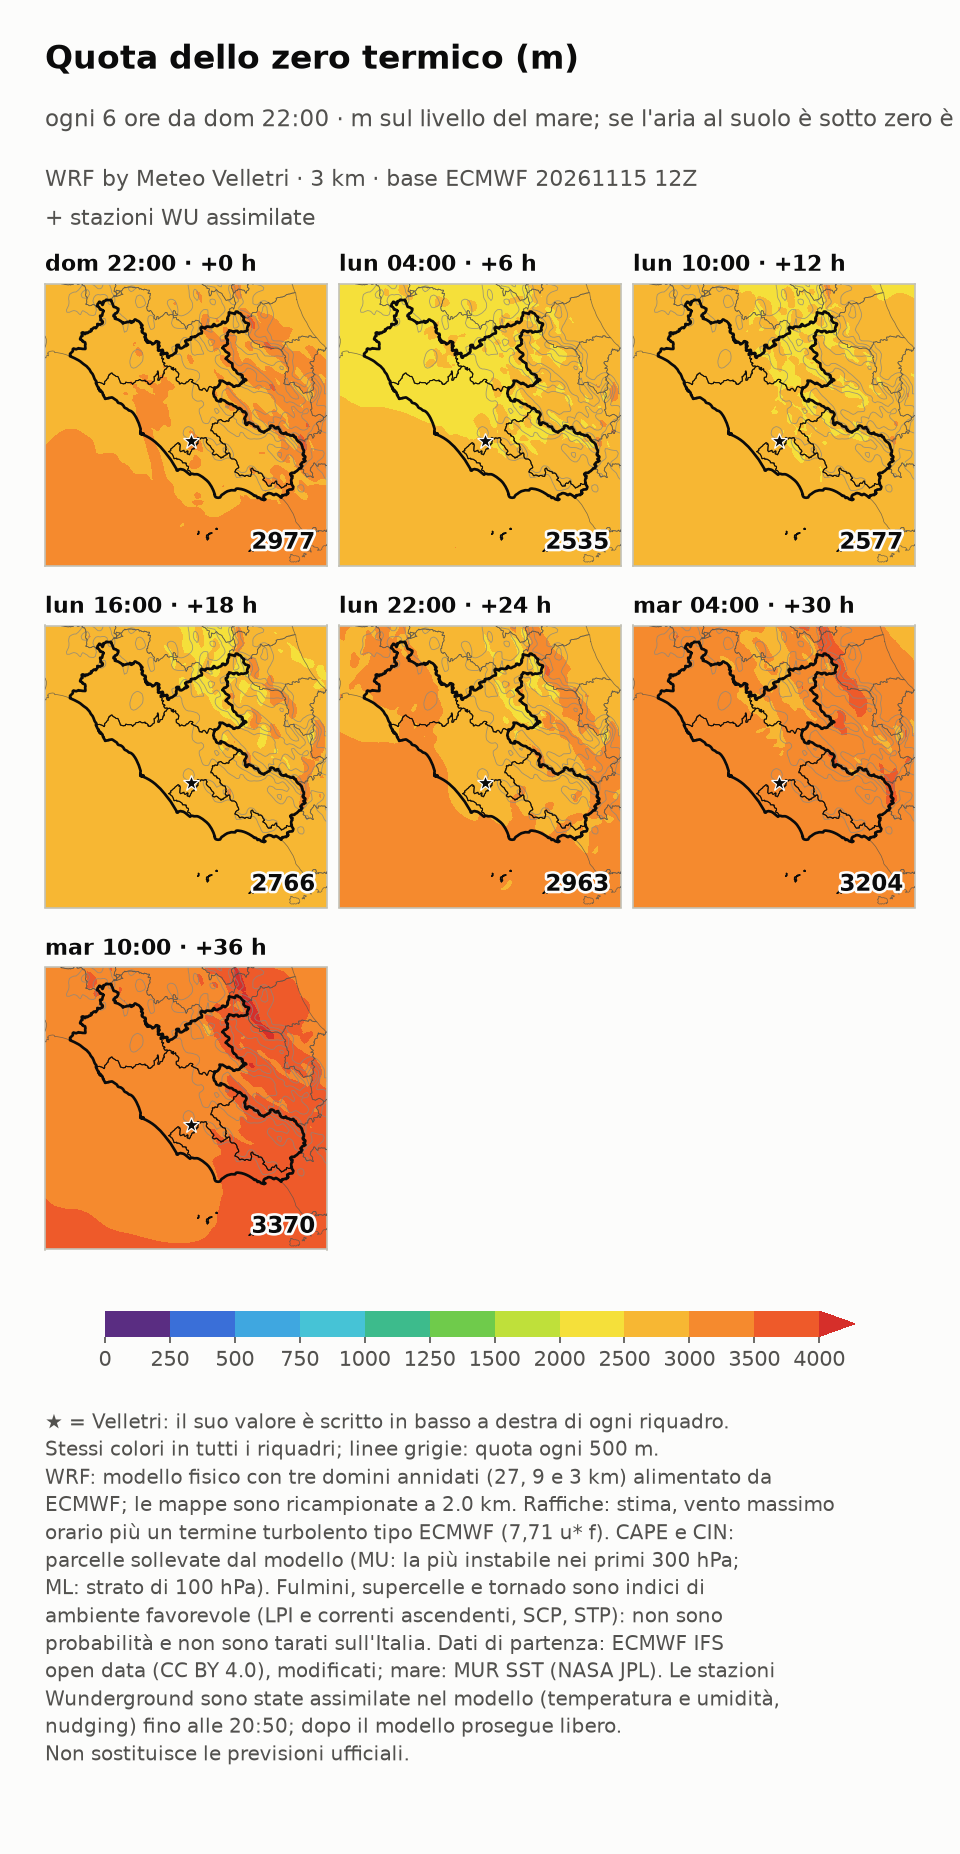 Quota dello zero termico (m)
ogni 6 ore da dom 22:00 · m sul livello del mare; se l'aria al suolo è sotto zero è
WRF by Meteo Velletri · 3 km · base ECMWF 20261115 12Z
+ stazioni WU assimilate
dom 22:00 · +0 h
lun 04:00 · +6 h
lun 10:00 · +12 h
2977
2535
2577
lun 16:00 · +18 h
lun 22:00 · +24 h
mar 04:00 · +30 h
2766
2963
3204
mar 10:00 · +36 h
3370
0 250 500 750 1000 1250 1500 2000 2500 3000 3500 4000
★ = Velletri: il suo valore è scritto in basso a destra di ogni riquadro.
Stessi colori in tutti i riquadri; linee grigie: quota ogni 500 m.
WRF: modello fisico con tre domini annidati (27, 9 e 3 km) alimentato da
ECMWF; le mappe sono ricampionate a 2.0 km. Raffiche: stima, vento massimo
orario più un termine turbolento tipo ECMWF (7,71 u* f). CAPE e CIN:
parcelle sollevate dal modello (MU: la più instabile nei primi 300 hPa;
ML: strato di 100 hPa). Fulmini, supercelle e tornado sono indici di
ambiente favorevole (LPI e correnti ascendenti, SCP, STP): non sono
probabilità e non sono tarati sull'Italia. Dati di partenza: ECMWF IFS
open data (CC BY 4.0), modificati; mare: MUR SST (NASA JPL). Le stazioni
Wunderground sono state assimilate nel modello (temperatura e umidità,
nudging) fino alle 20:50; dopo il modello prosegue libero.
Non sostituisce le previsioni ufficiali.